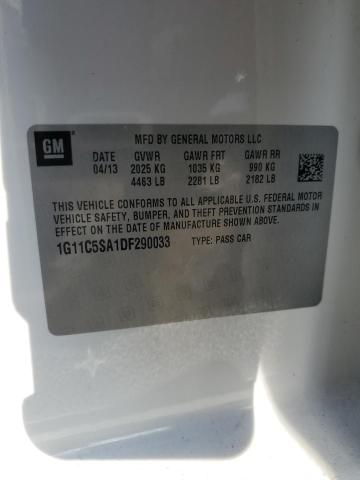 GM
MFD BY GENERAL MOTORS LLC
DATE GVWR GAWR FRT GAWR RR
04/13 2025 KG 1035 KG 990 KG
4463 LB 2281 LB 2182 LB
THIS VEHICLE CONFORMS TO ALL APPLICABLE U.S. FEDERAL MOTOR
VEHICLE SAFETY, BUMPER, AND THEFT PREVENTION STANDARDS IN
EFFECT ON THE DATE OF MANUFACTURE SHOWN ABOVE.
1G11C5SA1DF290033 TYPE: PASS CAR